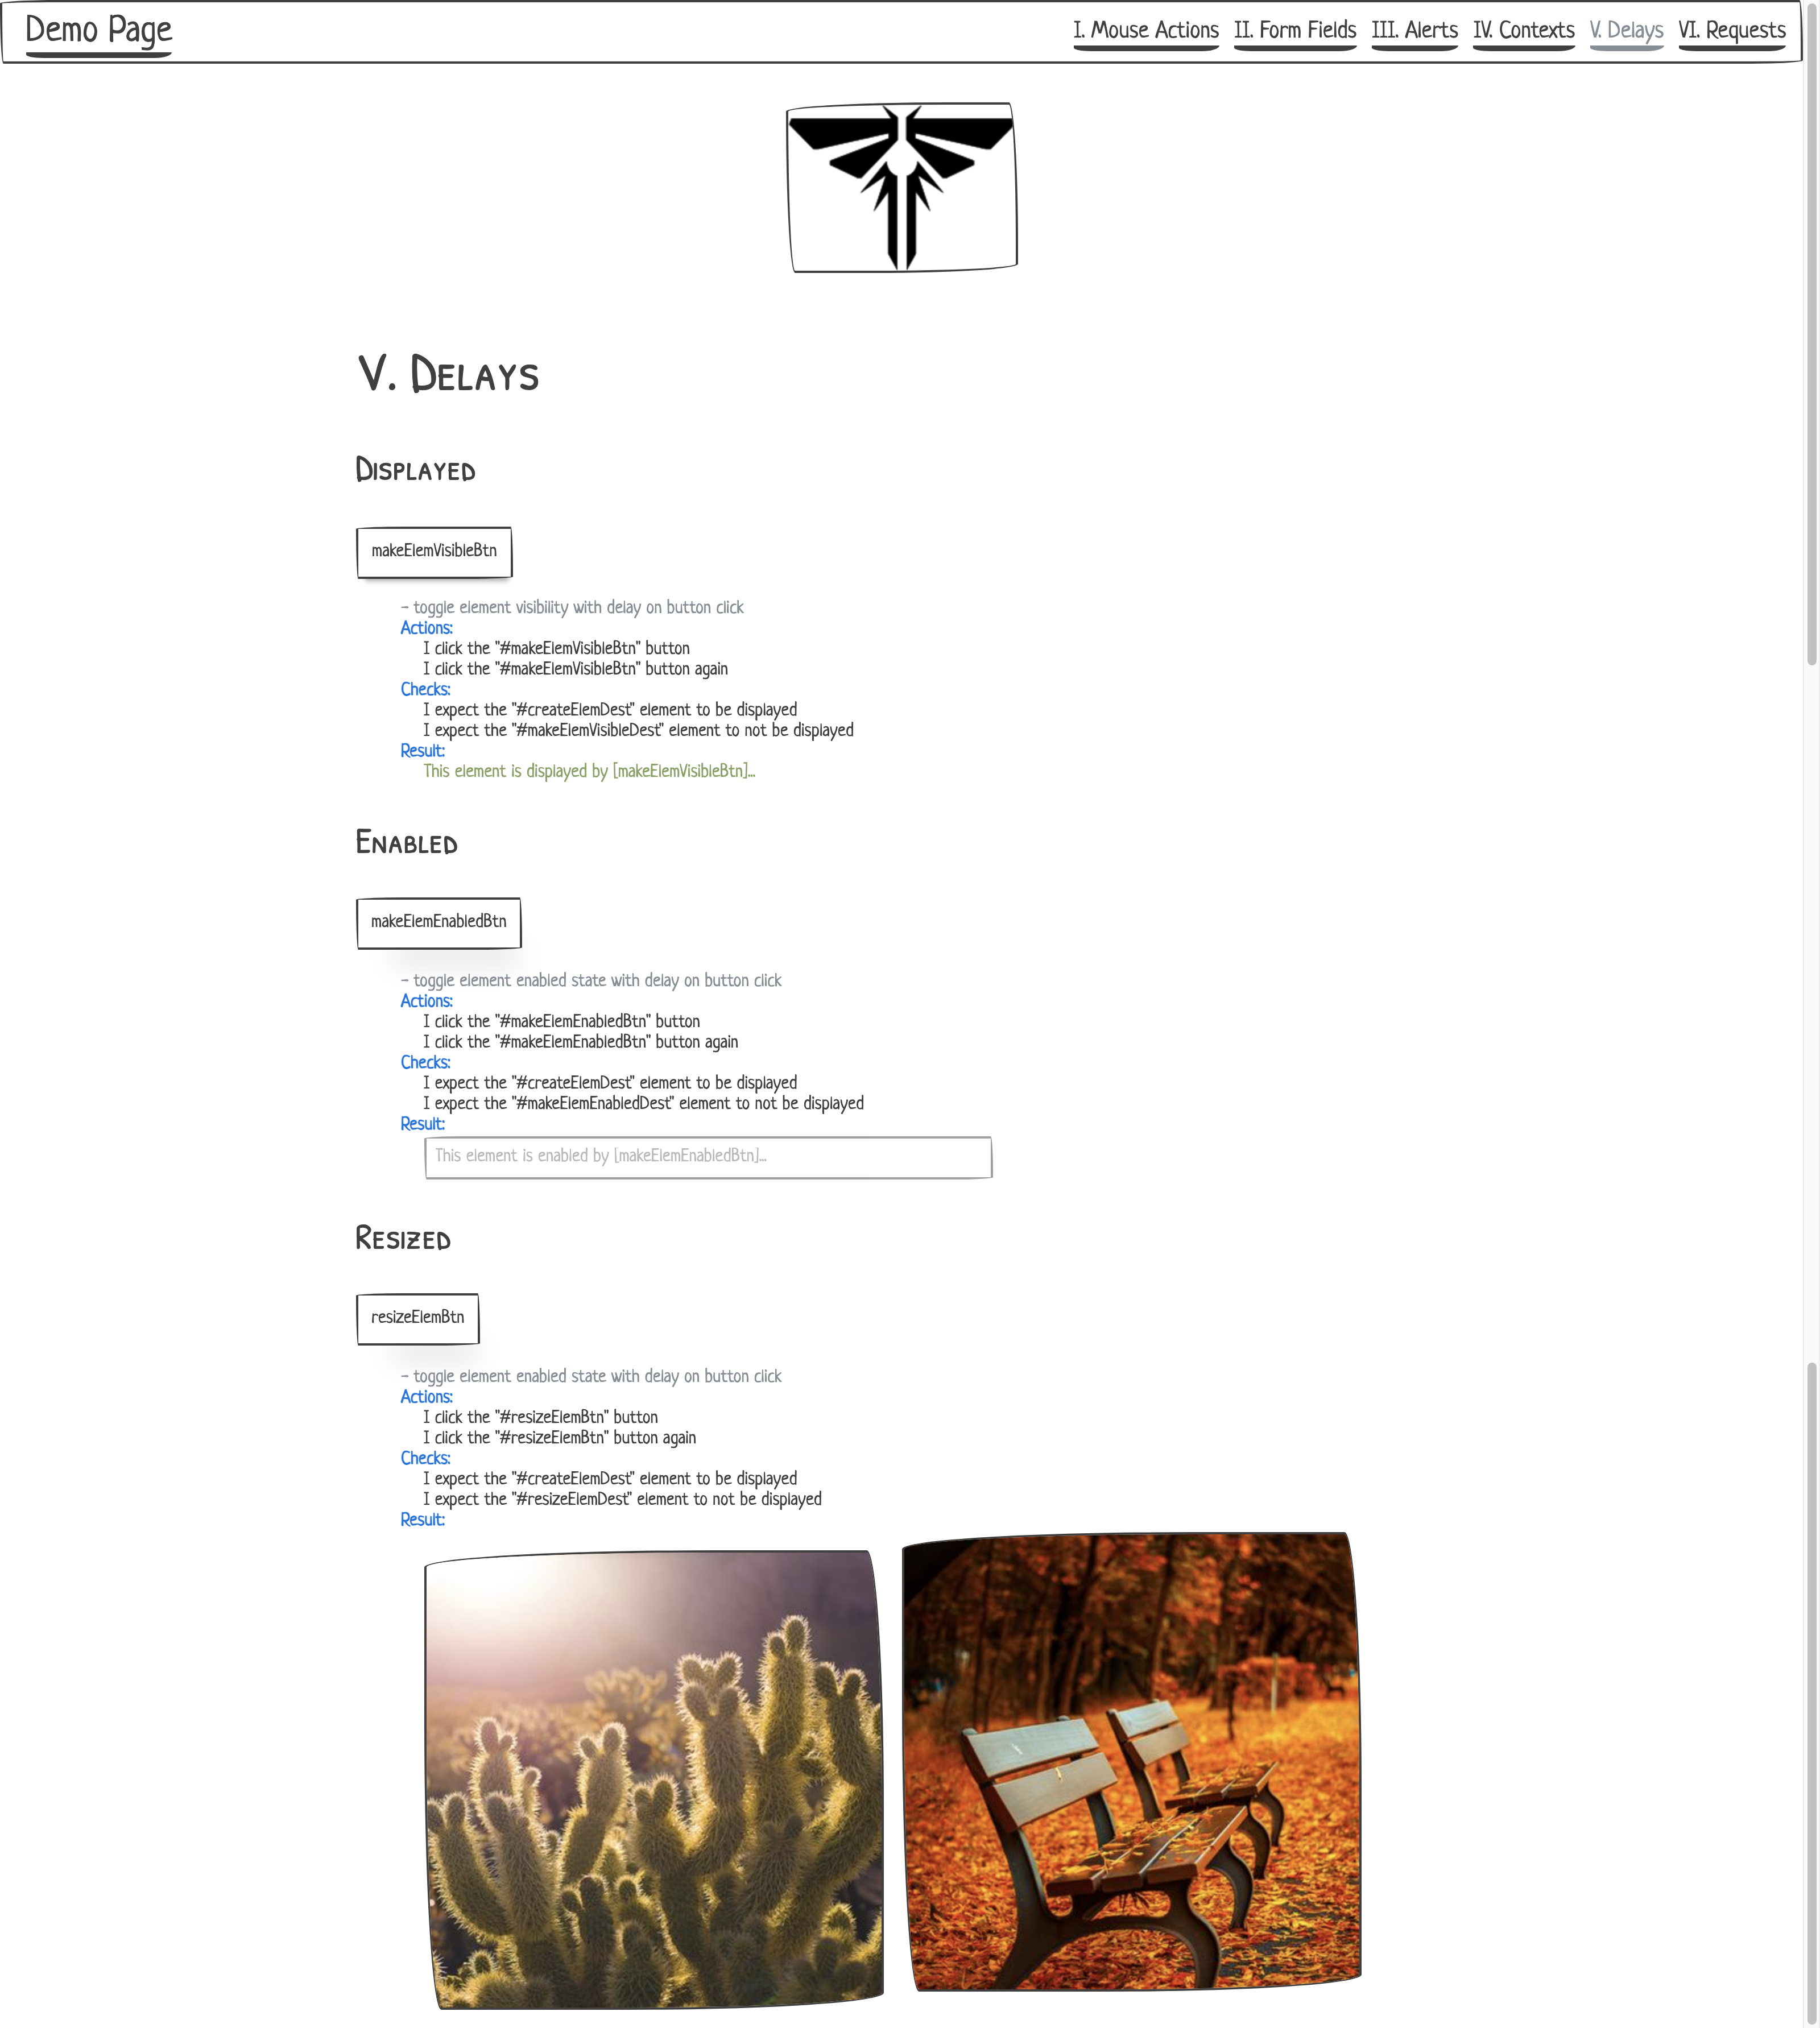 Demo Page
I. Mouse Actions
II. Form Fields
III. Alerts
IV. Contexts
V. Delays
VI. Requests
V. Delays
Displayed
makeElemVisibleBtn
- toggle element visibility with delay on button click
Actions:
I click the "#makeElemVisibleBtn" button
I click the "#makeElemVisibleBtn" button again
Checks:
I expect the "#createElemDest" element to be displayed
I expect the "#makeElemVisibleDest" element to not be displayed
Result:
This element is displayed by [makeElemVisibleBtn]...
Enabled
makeElemEnabledBtn
- toggle element enabled state with delay on button click
Actions:
I click the "#makeElemEnabledBtn" button
I click the "#makeElemEnabledBtn" button again
Checks:
I expect the "#createElemDest" element to be displayed
I expect the "#makeElemEnabledDest" element to not be displayed
Result:
This element is enabled by [makeElemEnabledBtn]...
Resized
resizeElemBtn
- toggle element enabled state with delay on button click
Actions:
I click the "#resizeElemBtn" button
I click the "#resizeElemBtn" button again
Checks:
I expect the "#createElemDest" element to be displayed
I expect the "#resizeElemDest" element to not be displayed
Result: